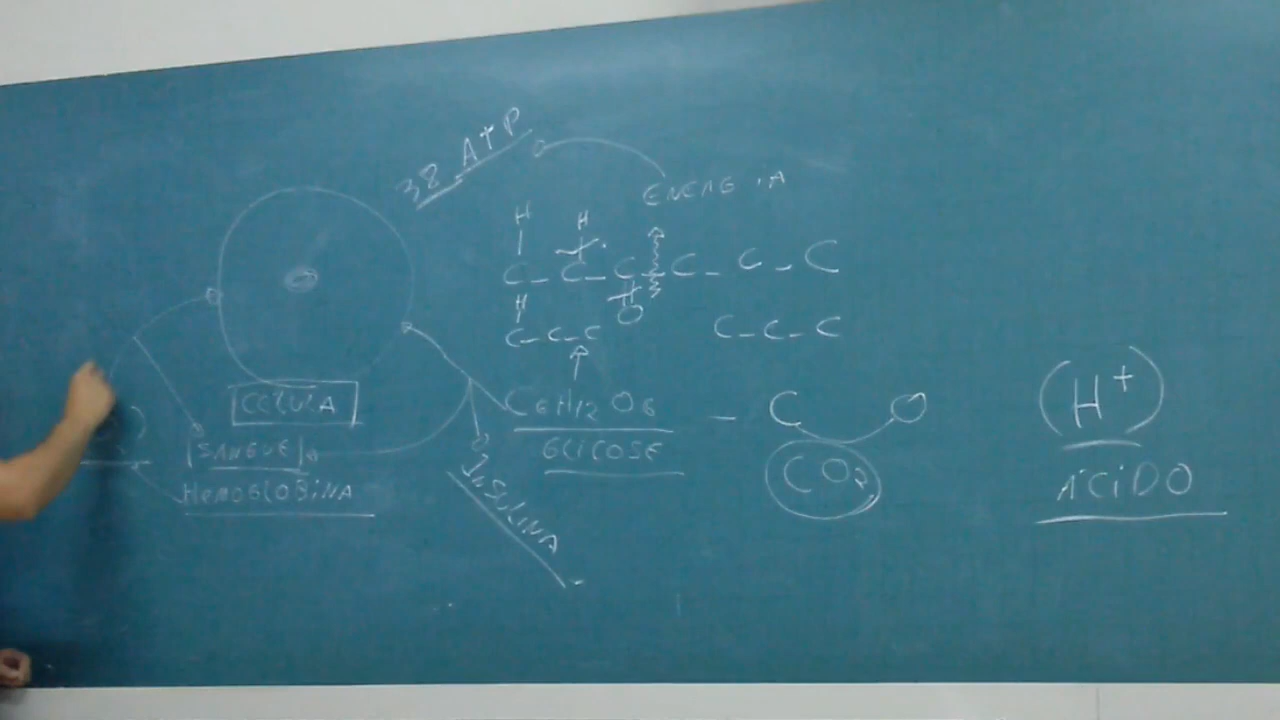 38 ATP
ENERGIA
H H
C - C - C - C - C - C
H O
C - C - C C - C - C
CÉLULA
C6H12O6 - C O
(H+)
SANGUE
GLICOSE
CO2
ÁCIDO
HEMOGLOBINA
INSULINA